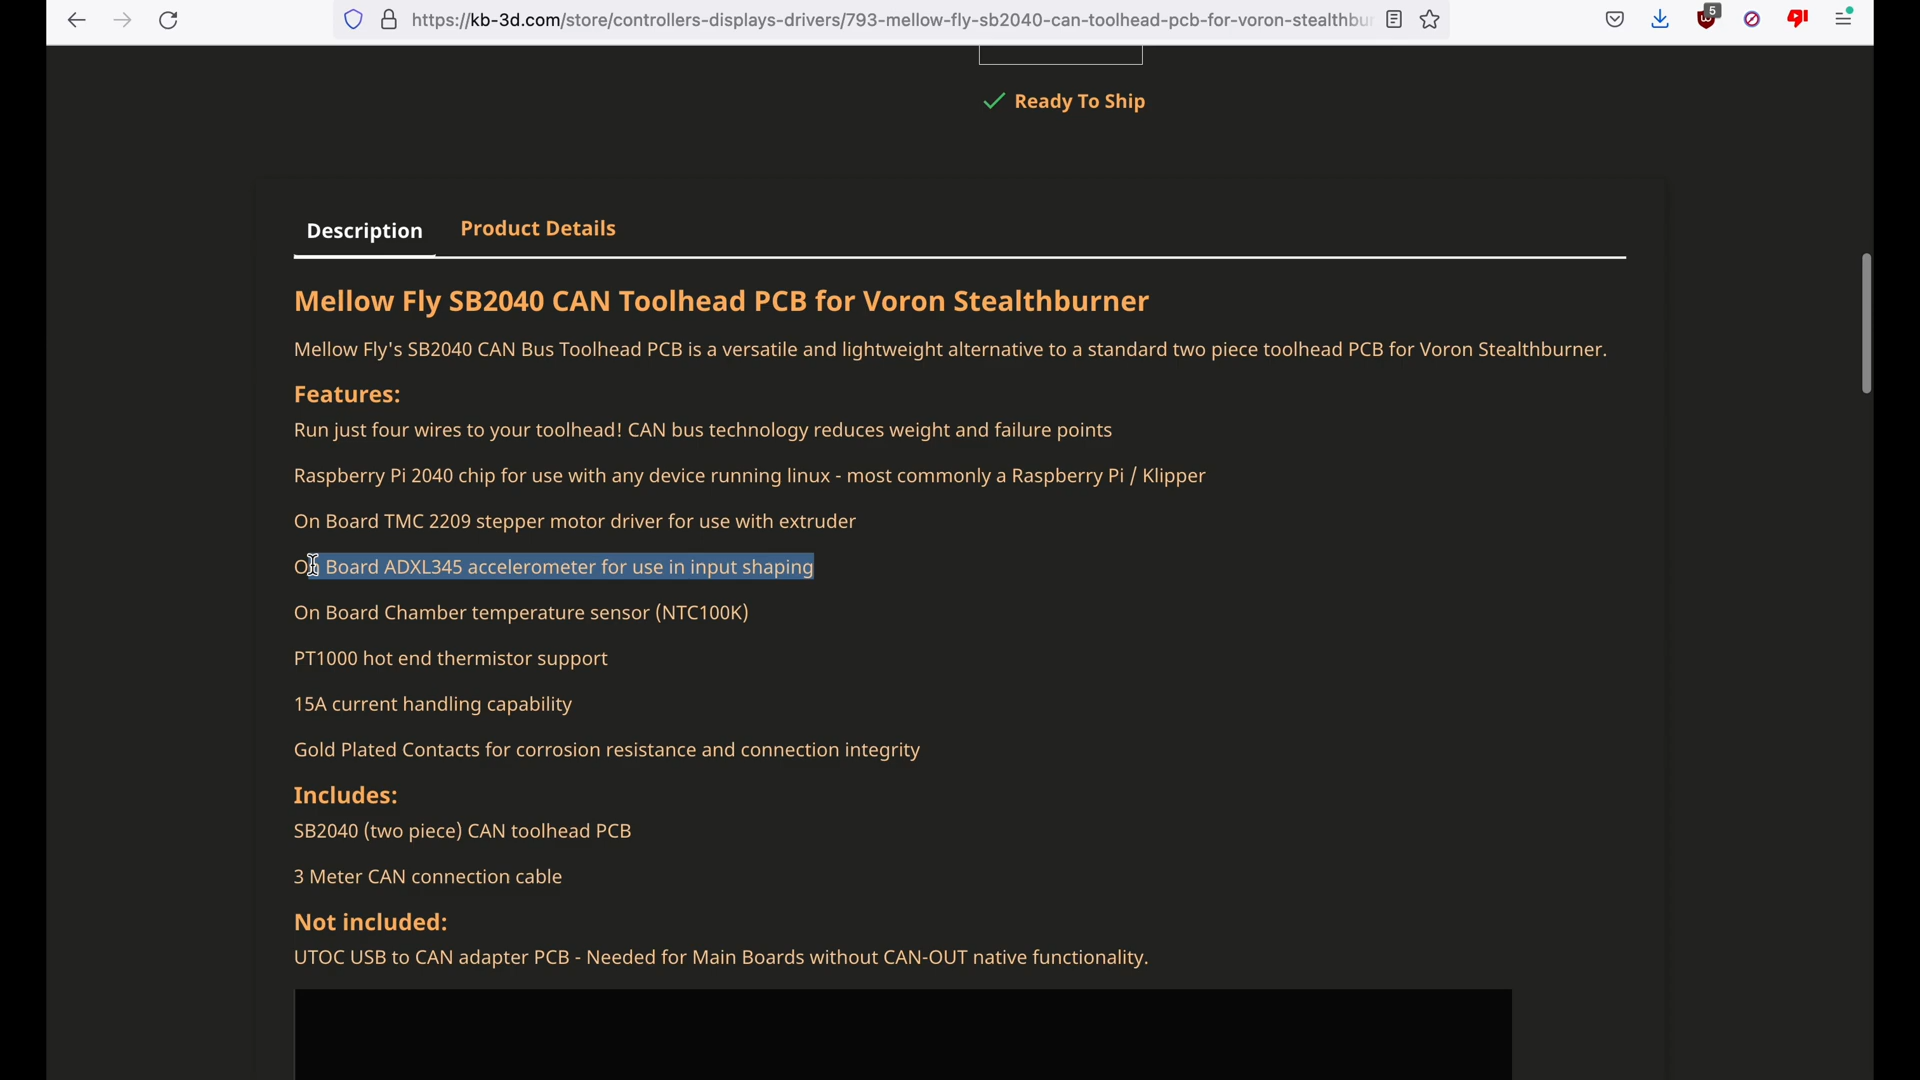 https://kb-3d.com/store/controllers-displays-drivers/793-mellow-fly-sb2040-can-toolhead-pcb-for-voron-stealthbu
5
Ready To Ship
Description
Product Details
Mellow Fly SB2040 CAN Toolhead PCB for Voron Stealthburner
Mellow Fly's SB2040 CAN Bus Toolhead PCB is a versatile and lightweight alternative to a standard two piece toolhead PCB for Voron Stealthburner.
Features:
Run just four wires to your toolhead! CAN bus technology reduces weight and failure points
Raspberry Pi 2040 chip for use with any device running linux - most commonly a Raspberry Pi / Klipper
On Board TMC 2209 stepper motor driver for use with extruder
On Board ADXL345 accelerometer for use in input shaping
On Board Chamber temperature sensor (NTC100K)
PT1000 hot end thermistor support
15A current handling capability
Gold Plated Contacts for corrosion resistance and connection integrity
Includes:
SB2040 (two piece) CAN toolhead PCB
3 Meter CAN connection cable
Not included:
UTOC USB to CAN adapter PCB - Needed for Main Boards without CAN-OUT native functionality.